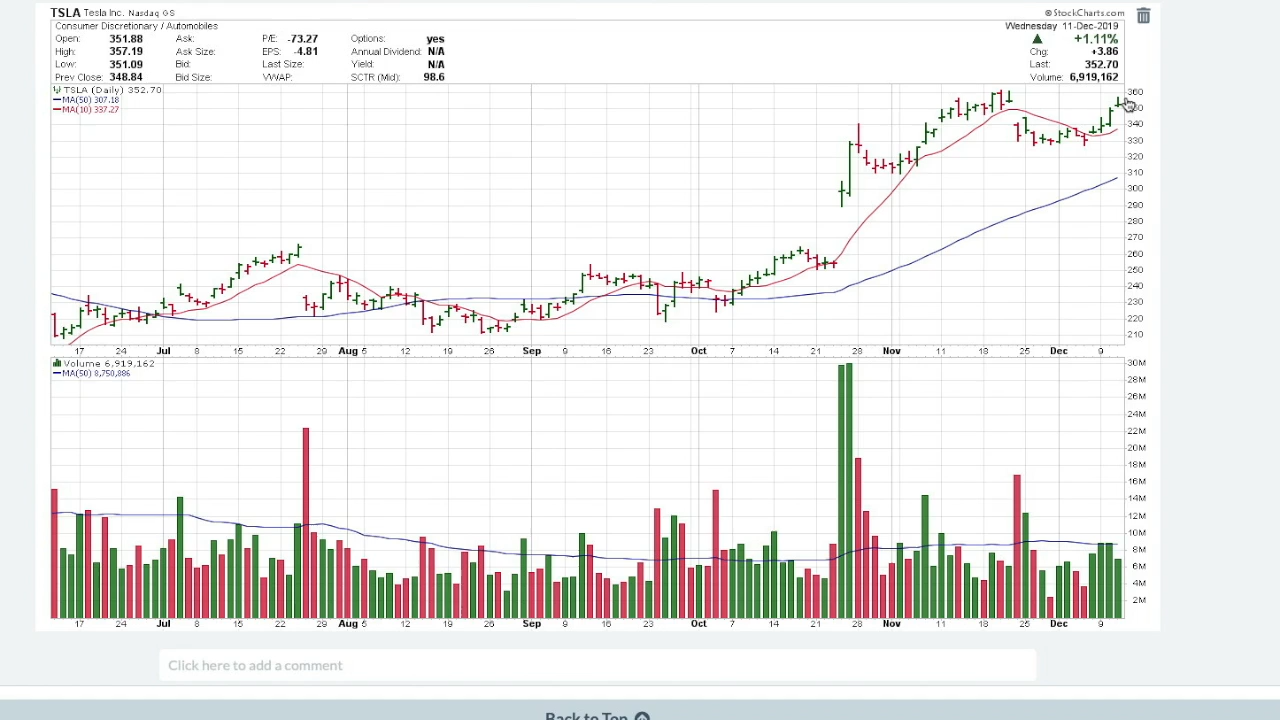 TSLA Tesla Inc. Nasdaq GS © StockCharts.com
Consumer Discretionary / Automobiles Wednesday 11-Dec-2019
Open: 351.88 Ask: P/E: -73.27 Options: yes ▲ +1.11%
High: 357.19 Ask Size: EPS: -4.81 Annual Dividend: N/A Chg: +3.86
Low: 351.09 Bid: Last Size: Yield: N/A Last: 352.70
Prev Close: 348.84 Bid Size: VWAP: SCTR (Mid): 98.6 Volume: 6,919,162
TSLA (Daily) 352.70
MA(50) 307.18
MA(10) 337.27
360
340
330
320
310
300
290
280
270
260
250
240
230
220
210
17 24 Jul 8 15 22 29 Aug 5 12 19 26 Sep 9 16 23 Oct 7 14 21 28 Nov 11 18 25 Dec 9
Volume 6,919,162
MA(50) 8,750,886
30M
28M
26M
24M
22M
20M
18M
16M
14M
12M
10M
8M
6M
4M
2M
17 24 Jul 8 15 22 29 Aug 5 12 19 26 Sep 9 16 23 Oct 7 14 21 28 Nov 11 18 25 Dec 9
Click here to add a comment
Back to Top